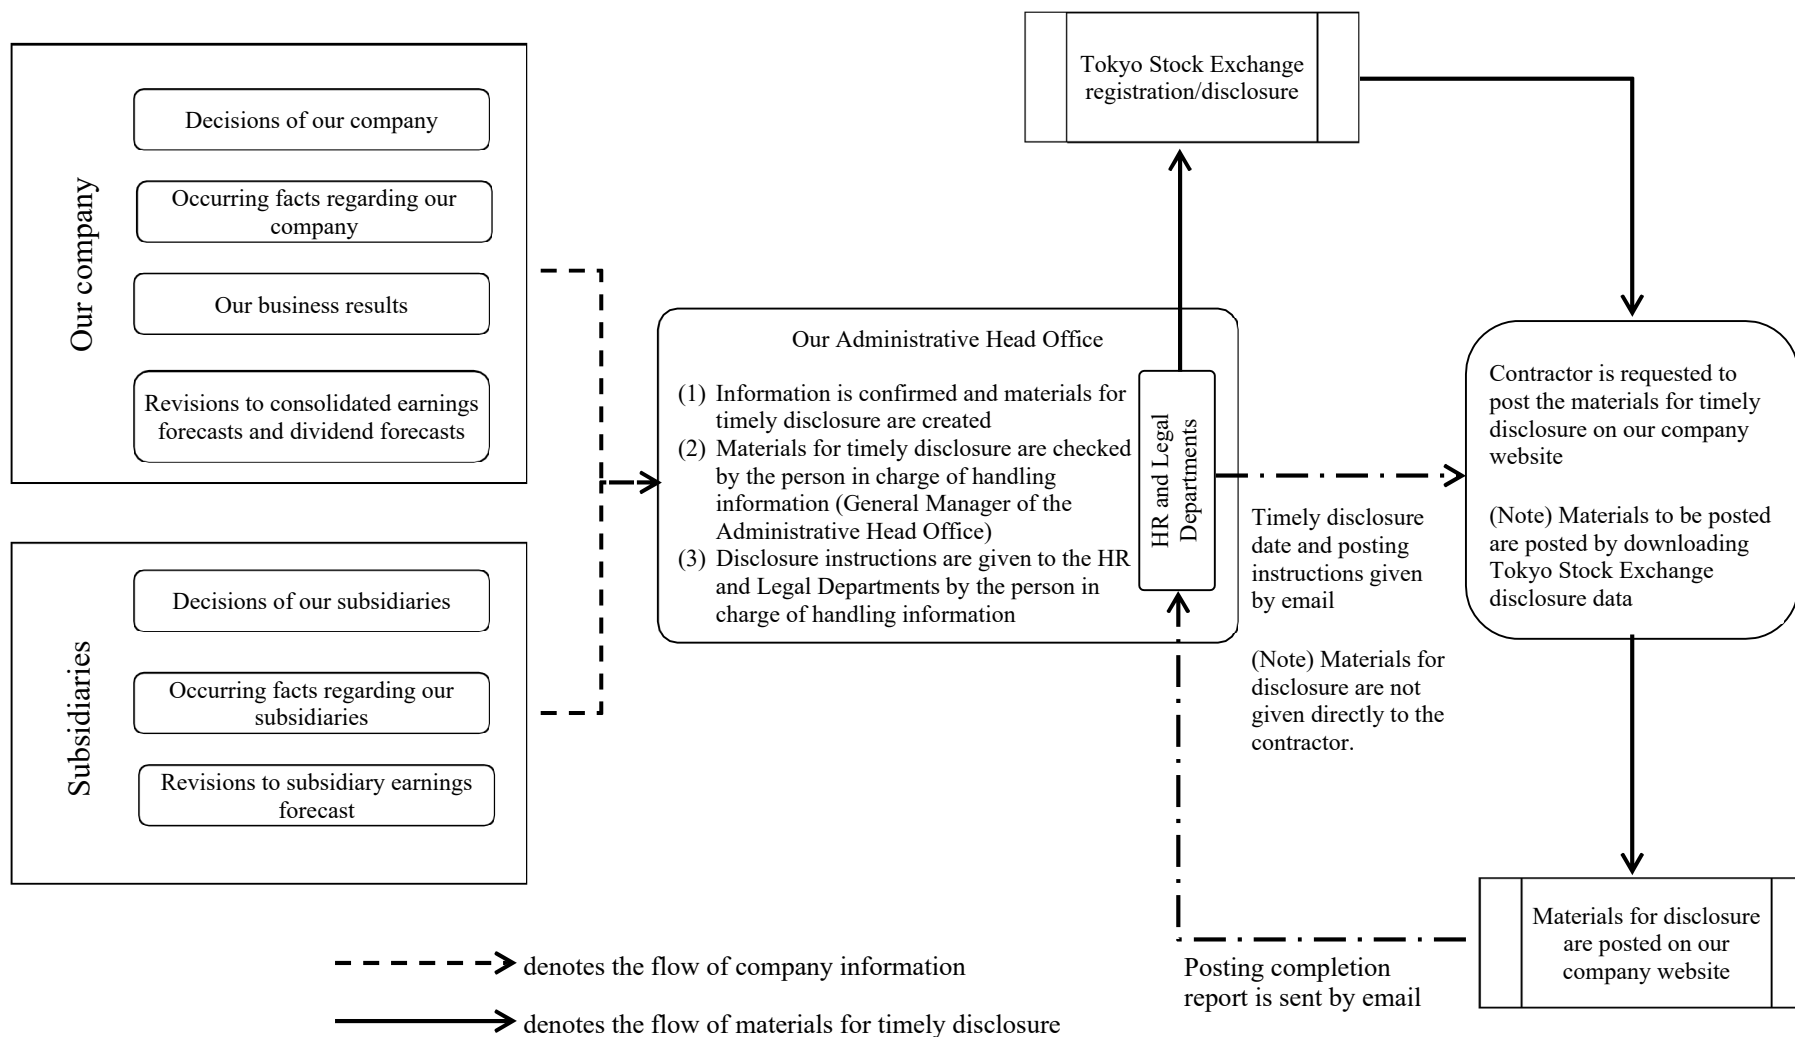 Our company
Decisions of our company
Occurring facts regarding our
company
Our business results
Revisions to consolidated earnings
forecasts and dividend forecasts
Subsidiaries
Decisions of our subsidiaries
Occurring facts regarding our
subsidiaries
Revisions to subsidiary earnings
forecast
Our Administrative Head Office
(1) Information is confirmed and materials for
timely disclosure are created
(2) Materials for timely disclosure are checked
by the person in charge of handling
information (General Manager of the
Administrative Head Office)
(3) Disclosure instructions are given to the HR
and Legal Departments by the person in
charge of handling information
HR and Legal
Departments
Tokyo Stock Exchange
registration/disclosure
Timely disclosure
date and posting
instructions given
by email
(Note) Materials for
disclosure are not
given directly to the
contractor.
Contractor is requested to
post the materials for timely
disclosure on our company
website
(Note) Materials to be posted
are posted by downloading
Tokyo Stock Exchange
disclosure data
Materials for disclosure
are posted on our
company website
Posting completion
report is sent by email
denotes the flow of company information
denotes the flow of materials for timely disclosure